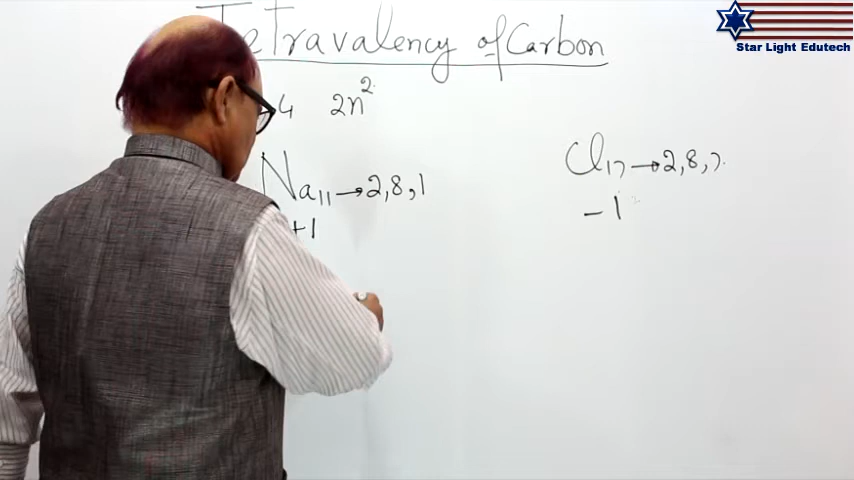 Tetravalency of Carbon
Star Light Edutech
4 2n²
Na₁₁→2,8,1
Cl₁₇→2,8,7
+1
-1